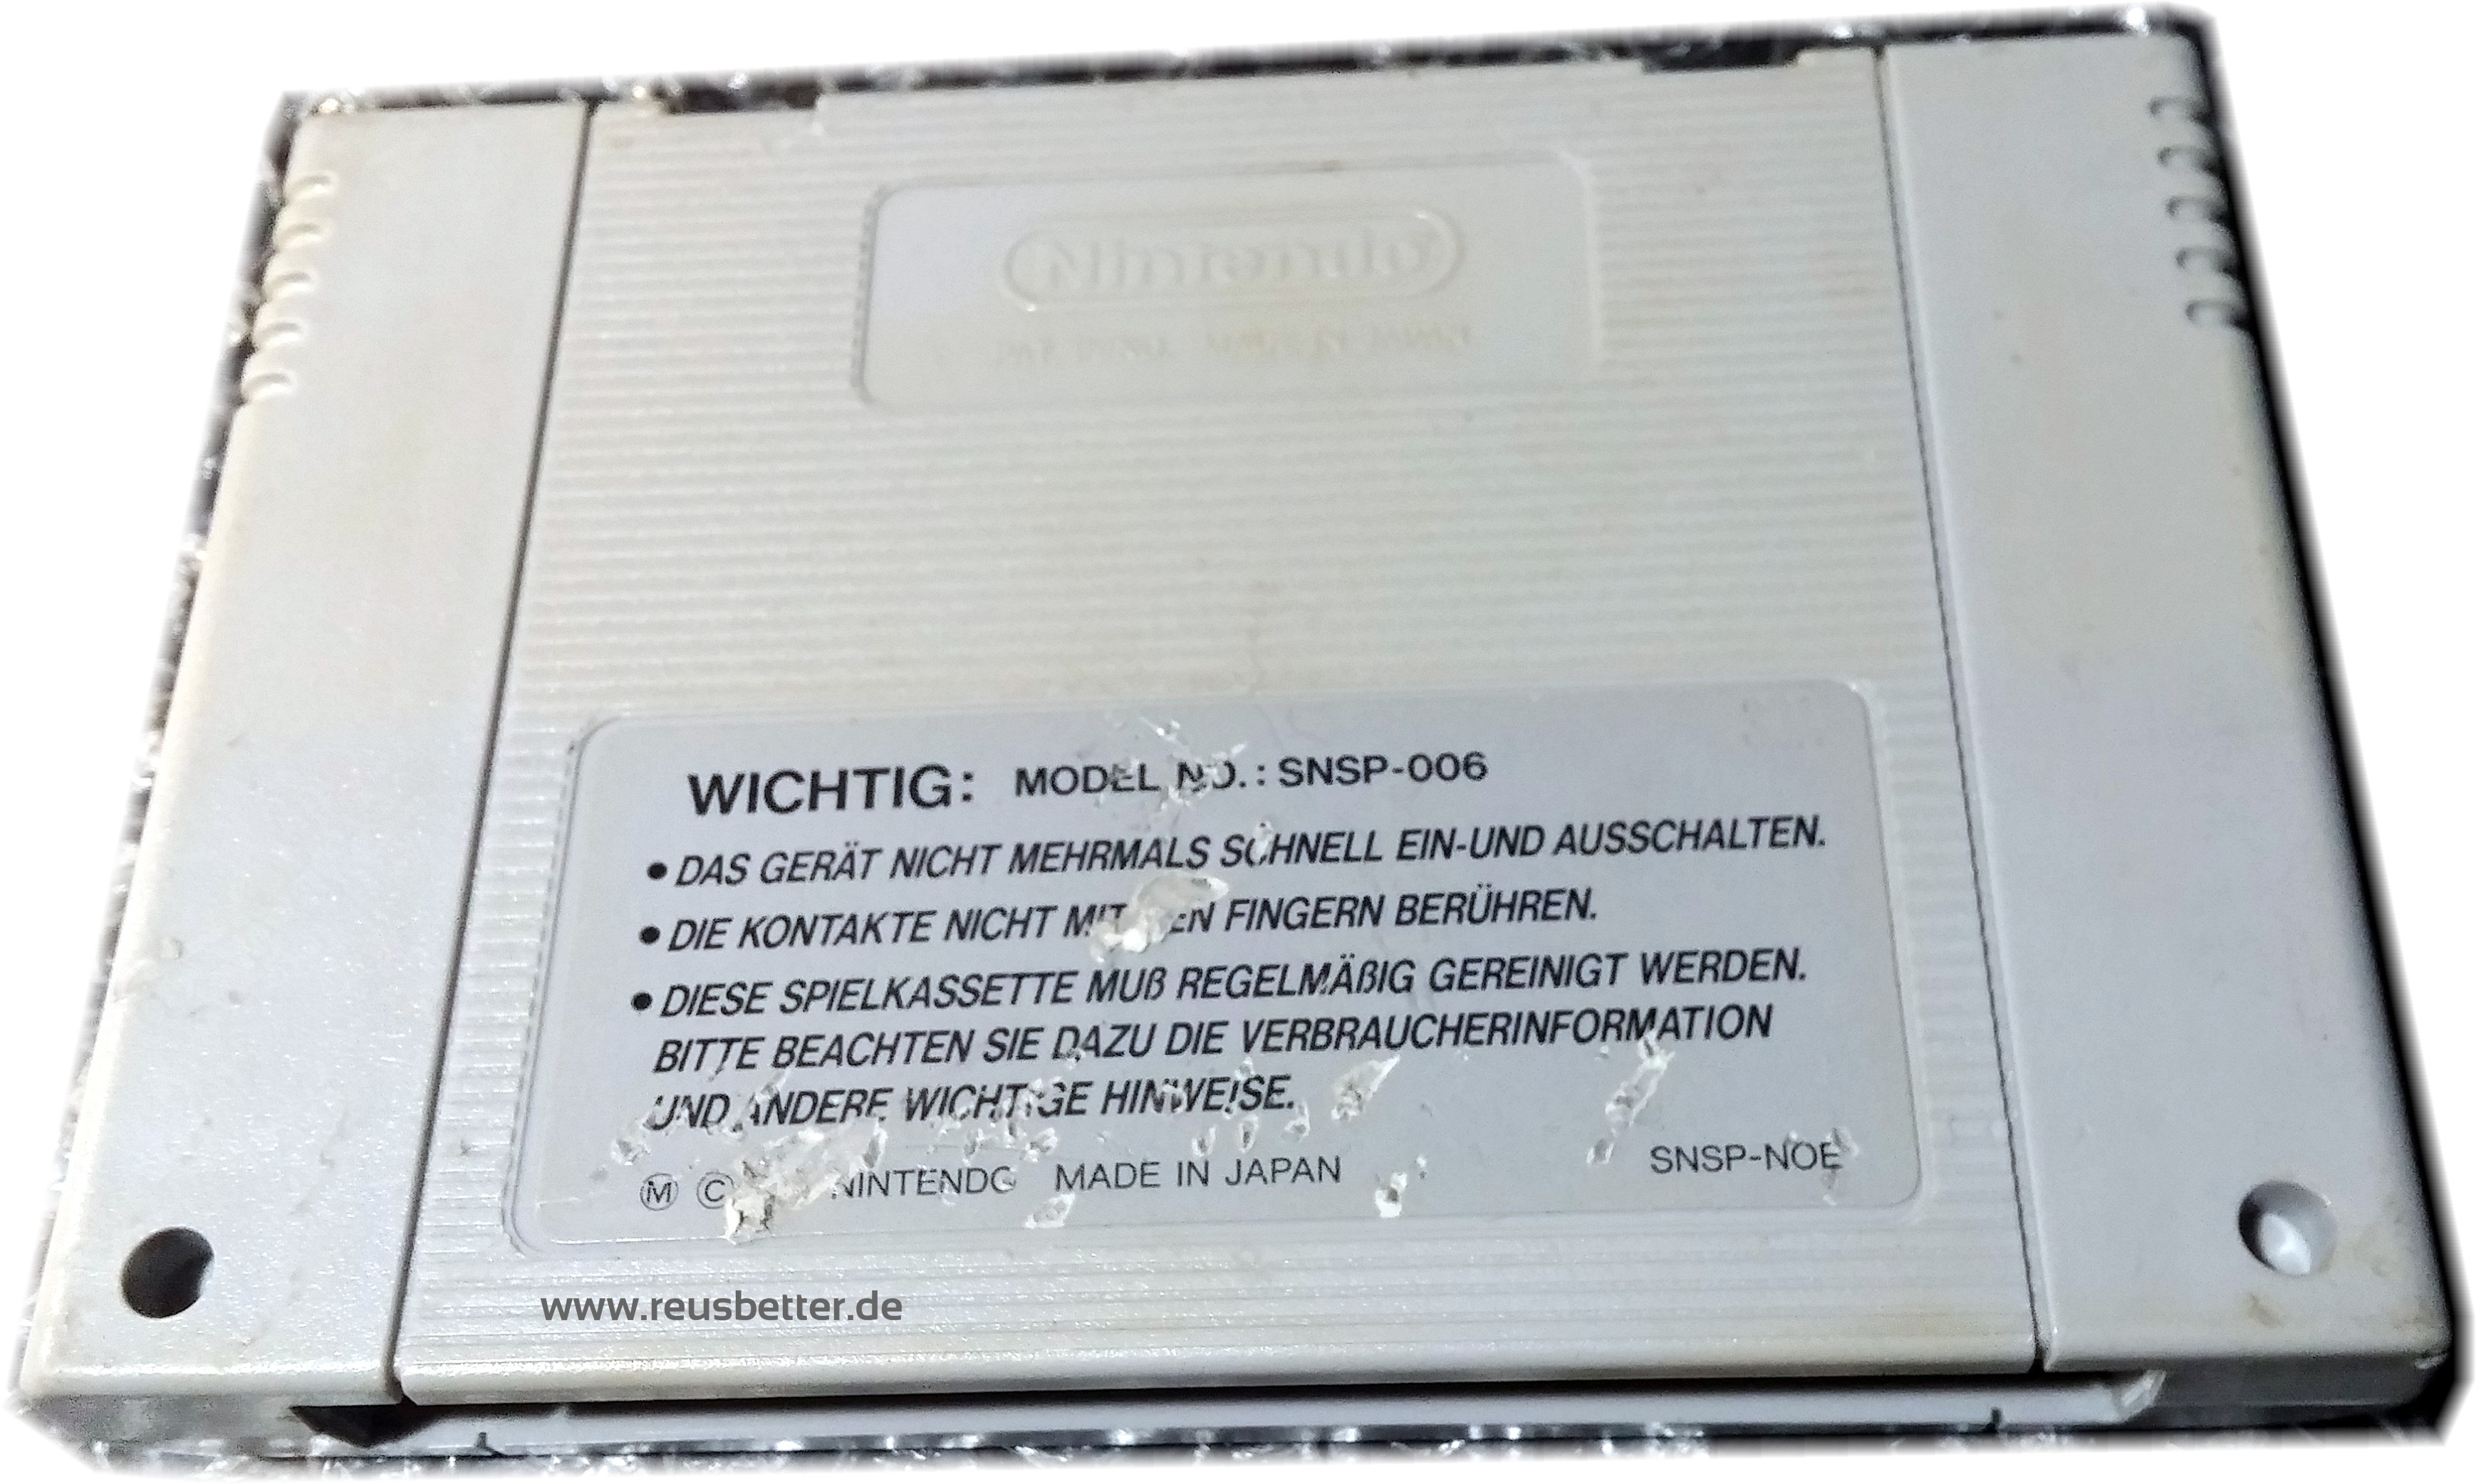 Nintendo
WICHTIG: MODEL NO.: SNSP-006
• DAS GERÄT NICHT MEHRMALS SCHNELL EIN-UND AUSSCHALTEN.
• DIE KONTAKTE NICHT MIT DEN FINGERN BERÜHREN.
• DIESE SPIELKASSETTE MUß REGELMÄßIG GEREINIGT WERDEN.
BITTE BEACHTEN SIE DAZU DIE VERBRAUCHERINFORMATION
UND ANDERE WICHTIGE HINWEISE.
Ⓜ © NINTENDO MADE IN JAPAN SNSP-NOE
www.reusbetter.de